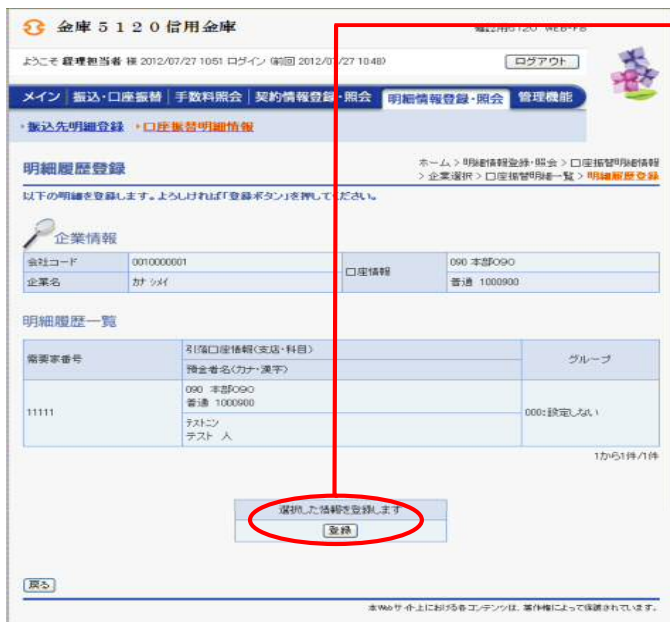 金庫5120信用金庫
ようこそ 経理担当者 様 2012/07/27 10:51 ログイン (前回 2012/07/27 10:48)
ログアウト
メイン 振込・口座振替 手数料照会 契約情報登録・照会 明細情報登録・照会 管理機能
振込先明細登録 口座振替明細情報
明細履歴登録
ホーム > 明細情報登録・照会 > 口座振替明細情報
> 企業選択 > 口座振替明細一覧 > 明細履歴登録
以下の明細を登録します。よろしければ「登録ボタン」を押してください。
企業情報
会社コード 0010000001 口座情報 090 本部090
企業名 カナ シメイ 普通 1000900
明細履歴一覧
需要家番号 引落口座情報(支店・科目) グループ
預金者名(カナ・漢字)
090 本部090
普通 1000900
11111 000:設定しない
テストニン
テスト 人
1から1件/1件
選択した情報を登録します
登録
戻る
本Webサイト上における各コンテンツは、著作権によって保護されています。